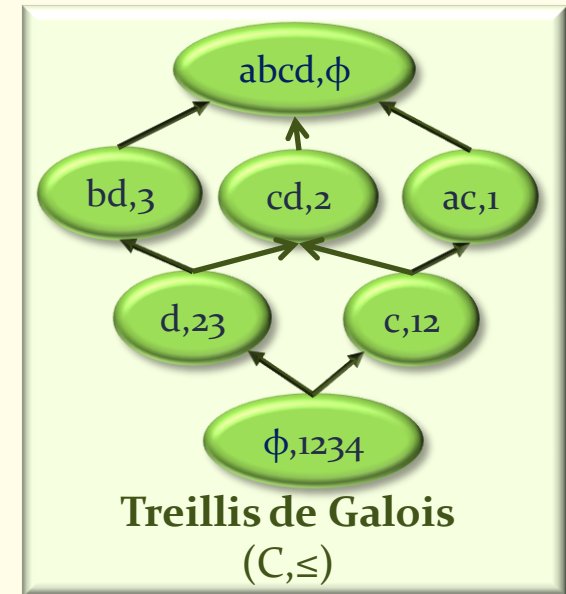 abcd,ϕ
bd,3
cd,2
ac,1
d,23
c,12
ϕ,1234
Treillis de Galois
(C,≤)